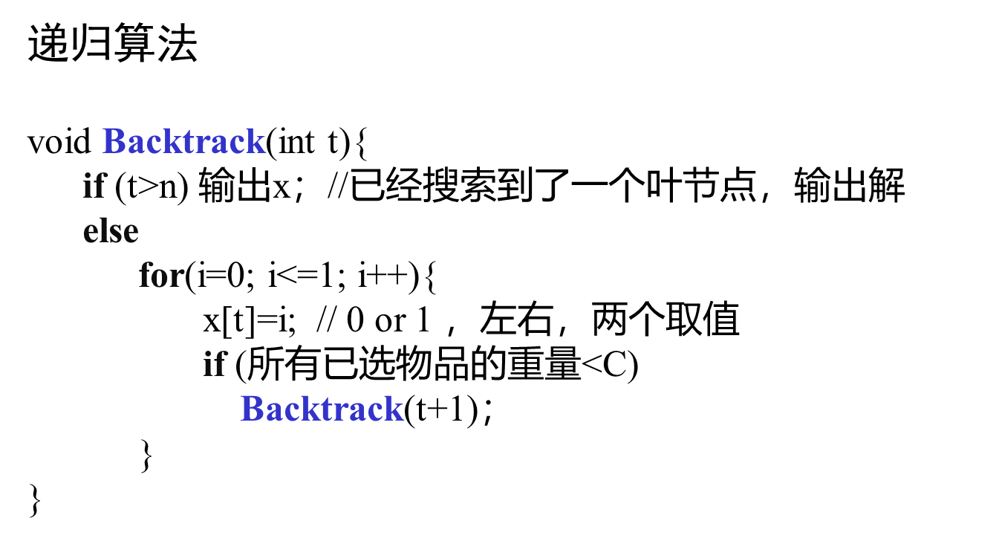 递归算法
void Backtrack(int t){
if (t>n) 输出x；//已经搜索到了一个叶节点，输出解
else
for(i=0; i<=1; i++){
x[t]=i; // 0 or 1 ，左右，两个取值
if (所有已选物品的重量<C)
Backtrack(t+1)；
}
}